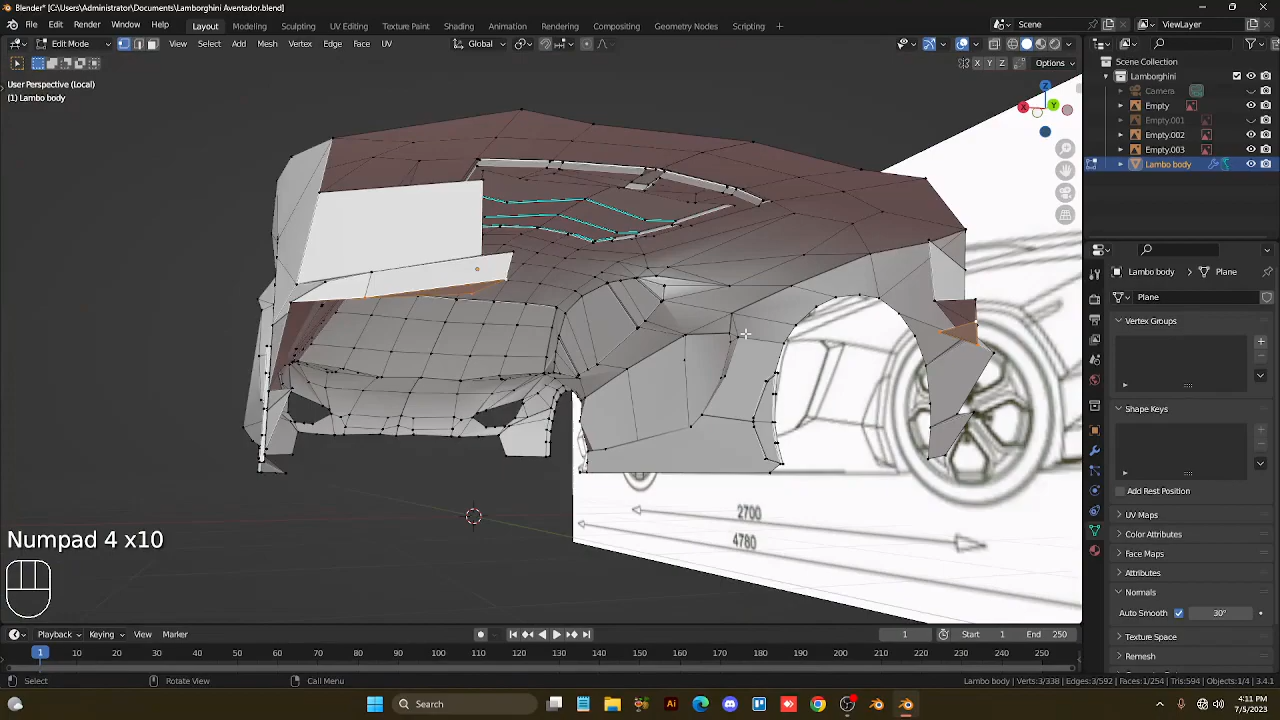 Blender* [C:\Users\Administrator\Documents\Lamborghini Aventador.blend]
File Edit Render Window Help Layout Modeling Sculpting UV Editing Texture Paint Shading Animation Rendering Compositing Geometry Nodes Scripting + Scene ViewLayer
Edit Mode View Select Add Mesh Vertex Edge Face UV Global
X Y Z Options
User Perspective (Local)
(1) Lambo body
Scene Collection
Lamborghini
Camera
Empty
Empty.001
Empty.002
Empty.003
Lambo body
Z
X
Y
Lambo body Plane
Plane
Vertex Groups
Shape Keys
Add Rest Position
UV Maps
Color Attributes
Face Maps
Attributes
Normals
Auto Smooth 30°
Texture Space
Remesh
2700
4780
Numpad 4 x10
Playback Keying View Marker 1 Start 1 End 250
1 10 20 30 40 50 60 70 80 90 100 110 120 130 140 150 160 170 180 190 200 210 220 230 240 250
Select Rotate View Call Menu Lambo body | Verts:3/338 | Edges:3/592 | Faces:1/254 | Tris:594 | Objects:1/1 | 3.4.1
Search
Ai
4:11 PM
7/5/2023